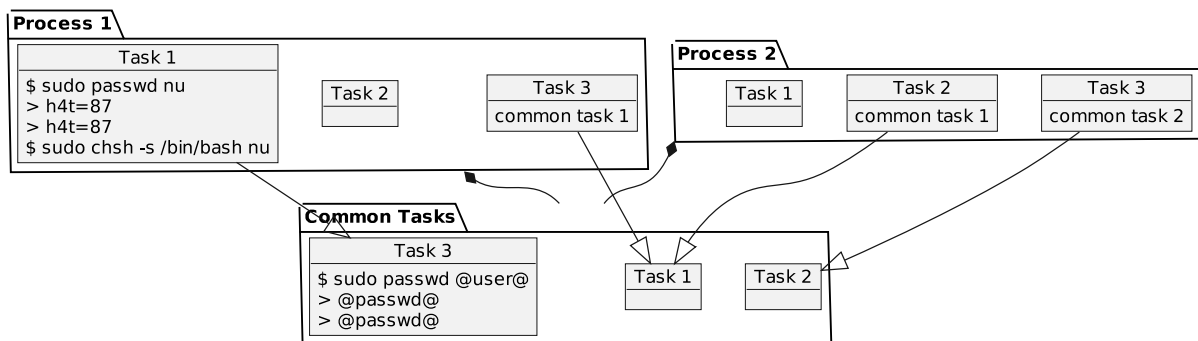 Process 1
Task 1
$ sudo passwd nu
> h4t=87
> h4t=87
$ sudo chsh -s /bin/bash nu
Task 2
Task 3
common task 1
Process 2
Task 1
Task 2
common task 1
Task 3
common task 2
Common Tasks
Task 3
$ sudo passwd @user@
> @passwd@
> @passwd@
Task 1
Task 2